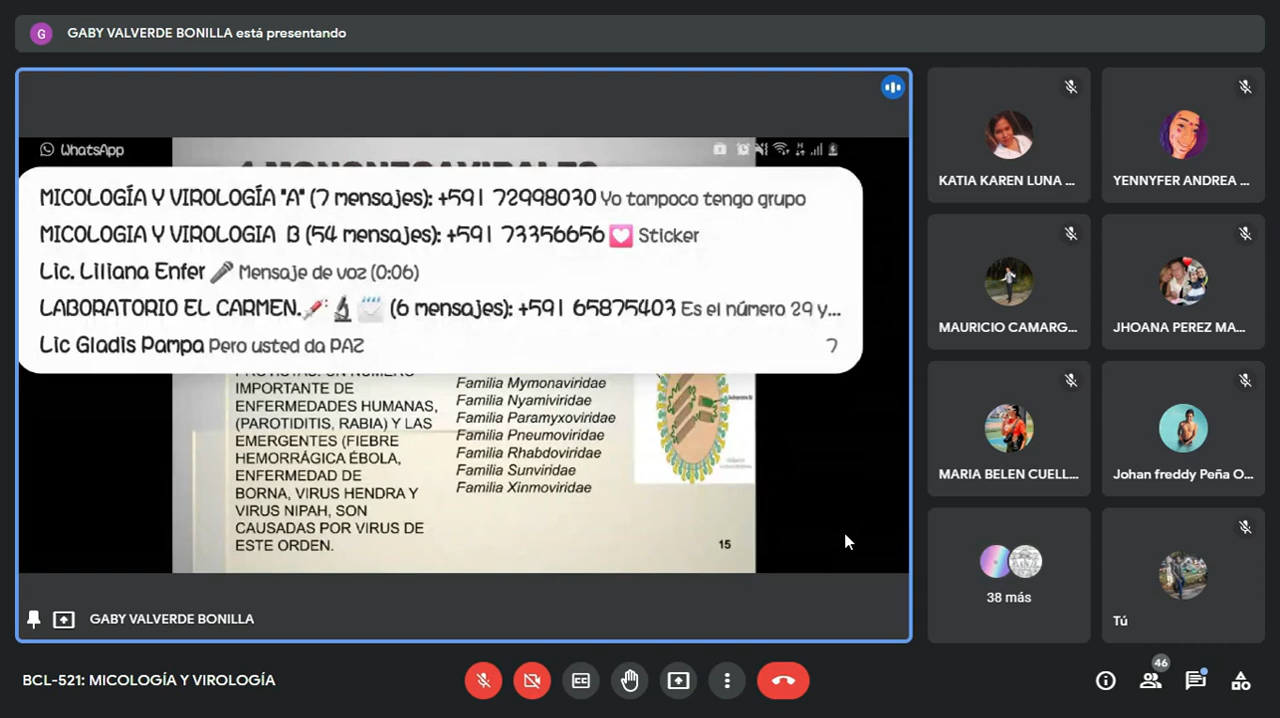 G GABY VALVERDE BONILLA está presentando
WhatsApp
4 MONONEGAVIRALES
MICOLOGÍA Y VIROLOGÍA "A" (7 mensajes): +591 72998030 Yo tampoco tengo grupo
MICOLOGIA Y VIROLOGIA B (54 mensajes): +591 73356656 💟 Sticker
Lic. Liliana Enfer 🎤 Mensaje de voz (0:06)
LABORATORIO EL CARMEN.💉🔬🗒️ (6 mensajes): +591 65875403 Es el número 29 y...
Lic Gladis Pampa Pero usted da PAZ 7
IMPORTANTE DE
ENFERMEDADES HUMANAS,
(PAROTIDITIS, RABIA) Y LAS
EMERGENTES (FIEBRE
HEMORRÁGICA ÉBOLA,
ENFERMEDAD DE
BORNA, VIRUS HENDRA Y
VIRUS NIPAH, SON
CAUSADAS POR VIRUS DE
ESTE ORDEN.
Familia Mymonaviridae
Familia Nyamiviridae
Familia Paramyxoviridae
Familia Pneumoviridae
Familia Rhabdoviridae
Familia Sunviridae
Familia Xinmoviridae
15
GABY VALVERDE BONILLA
KATIA KAREN LUNA ...
YENNYFER ANDREA ...
MAURICIO CAMARG...
JHOANA PEREZ MA...
MARIA BELEN CUELL...
Johan freddy Peña O...
38 más
Tú
BCL-521: MICOLOGÍA Y VIROLOGÍA
46